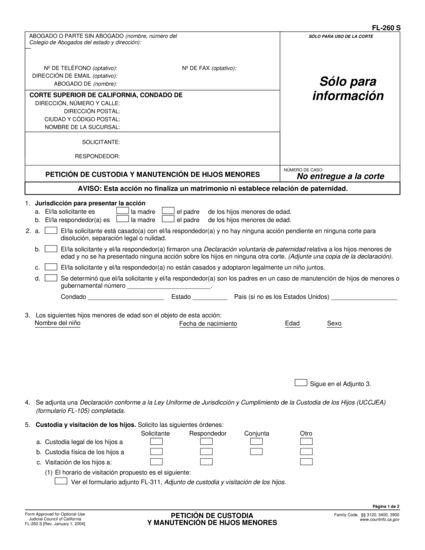 FL-260 S
ABOGADO O PARTE SIN ABOGADO (nombre, número del
Colegio de Abogados del estado y dirección):
SÓLO PARA USO DE LA CORTE
Nº DE TELÉFONO (optativo):
Nº DE FAX (optativo):
DIRECCIÓN DE EMAIL (optativo):
ABOGADO DE (nombre):
Sólo para
información
CORTE SUPERIOR DE CALIFORNIA, CONDADO DE
DIRECCIÓN, NÚMERO Y CALLE:
DIRECCIÓN POSTAL:
CIUDAD Y CÓDIGO POSTAL:
NOMBRE DE LA SUCURSAL:
SOLICITANTE:
RESPONDEDOR:
PETICIÓN DE CUSTODIA Y MANUTENCIÓN DE HIJOS MENORES
NÚMERO DE CASO:
No entregue a la corte
AVISO: Esta acción no finaliza un matrimonio ni establece relación de paternidad.
1. Jurisdicción para presentar la acción
a. El/la solicitante es la madre el padre de los hijos menores de edad.
b. El/la respondedor(a) es la madre el padre de los hijos menores de edad.
2. a. El/la solicitante está casado(a) con el/la respondedor(a) y no hay ninguna acción pendiente en ninguna corte para
disolución, separación legal o nulidad.
b. El/la solicitante y el/la respondedor(a) firmaron una Declaración voluntaria de paternidad relativa a los hijos menores de
edad y no se ha presentado ninguna acción sobre los hijos en ninguna otra corte. (Adjunte una copia de la declaración).
c. El/la solicitante y el/la respondedor(a) no están casados y adoptaron legalmente un niño juntos.
d. Se determinó que el/la solicitante y el/la respondedor(a) son los padres en un caso de manutención de hijos de menores o
gubernamental número ____________.
Condado ____________ Estado ____________ País (si no es los Estados Unidos) ____________
3. Los siguientes hijos menores de edad son el objeto de esta acción:
Nombre del niño Fecha de nacimiento Edad Sexo
Sigue en el Adjunto 3.
4. Se adjunta una Declaración conforme a la Ley Uniforme de Jurisdicción y Cumplimiento de la Custodia de los Hijos (UCCJEA)
(formulario FL-105) completada.
5. Custodia y visitación de los hijos. Solicito las siguientes órdenes:
Solicitante Respondedor Conjunta Otro
a. Custodia legal de los hijos a
b. Custodia física de los hijos a
c. Visitación de los hijos a:
(1) El horario de visitación propuesto es el siguiente:
Ver el formulario adjunto FL-311, Adjunto de custodia y visitación de los hijos.
Página 1 de 2
Form Approved for Optional Use
Judicial Council of California
FL-260 S [Rev. January 1, 2004]
PETICIÓN DE CUSTODIA
Y MANUTENCIÓN DE HIJOS MENORES
Family Code, §§ 3120, 3400, 3900
www.courtinfo.ca.gov